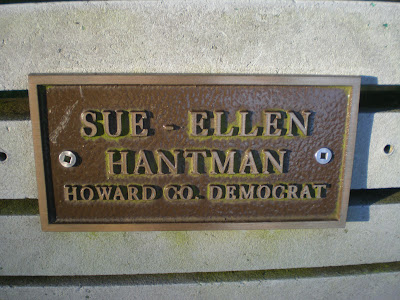 SUE - ELLEN
HANTMAN
HOWARD CO. DEMOCRAT